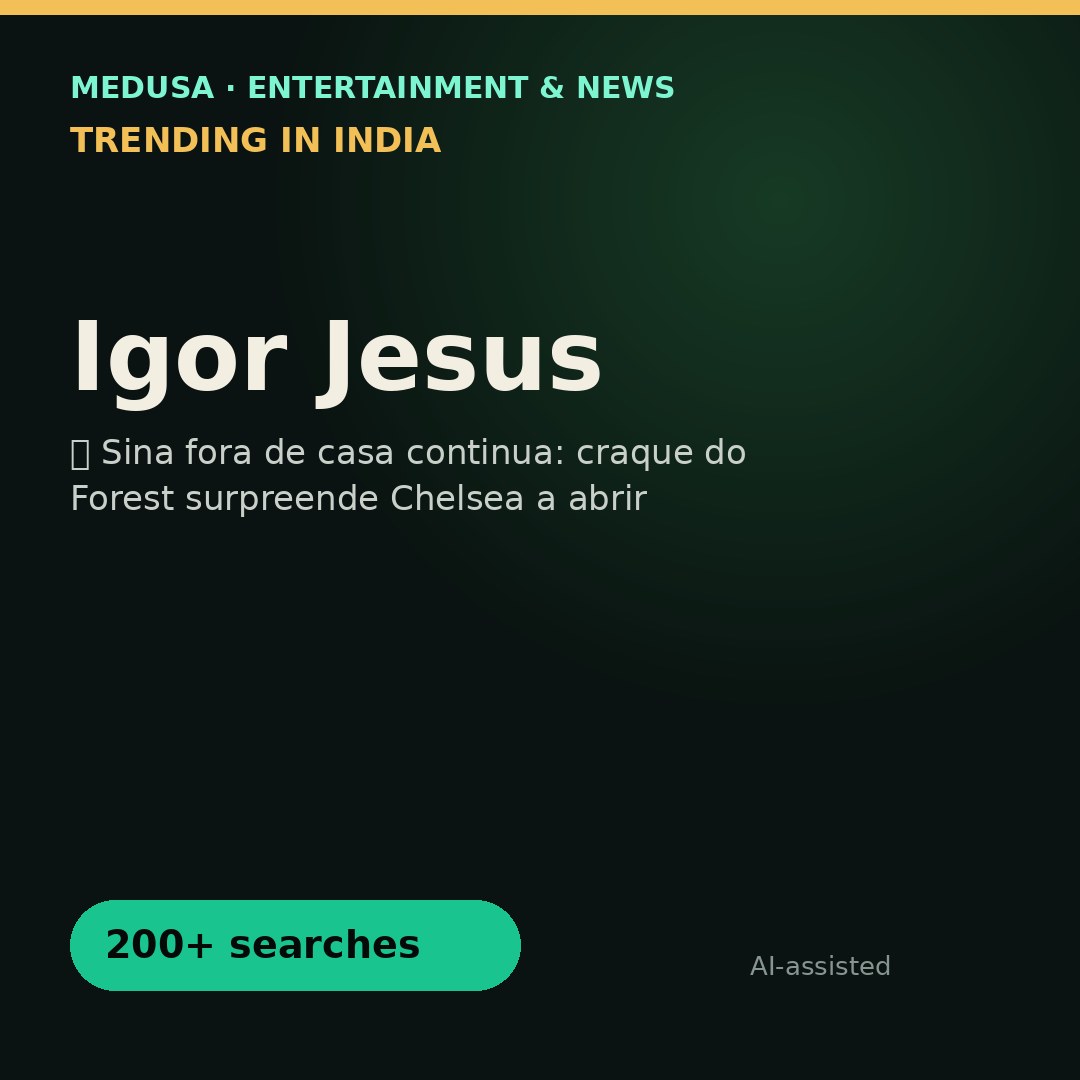 MEDUSA · ENTERTAINMENT & NEWS
TRENDING IN INDIA
Igor Jesus
Sina fora de casa continua: craque do
Forest surpreende Chelsea a abrir
200+ searches
AI-assisted